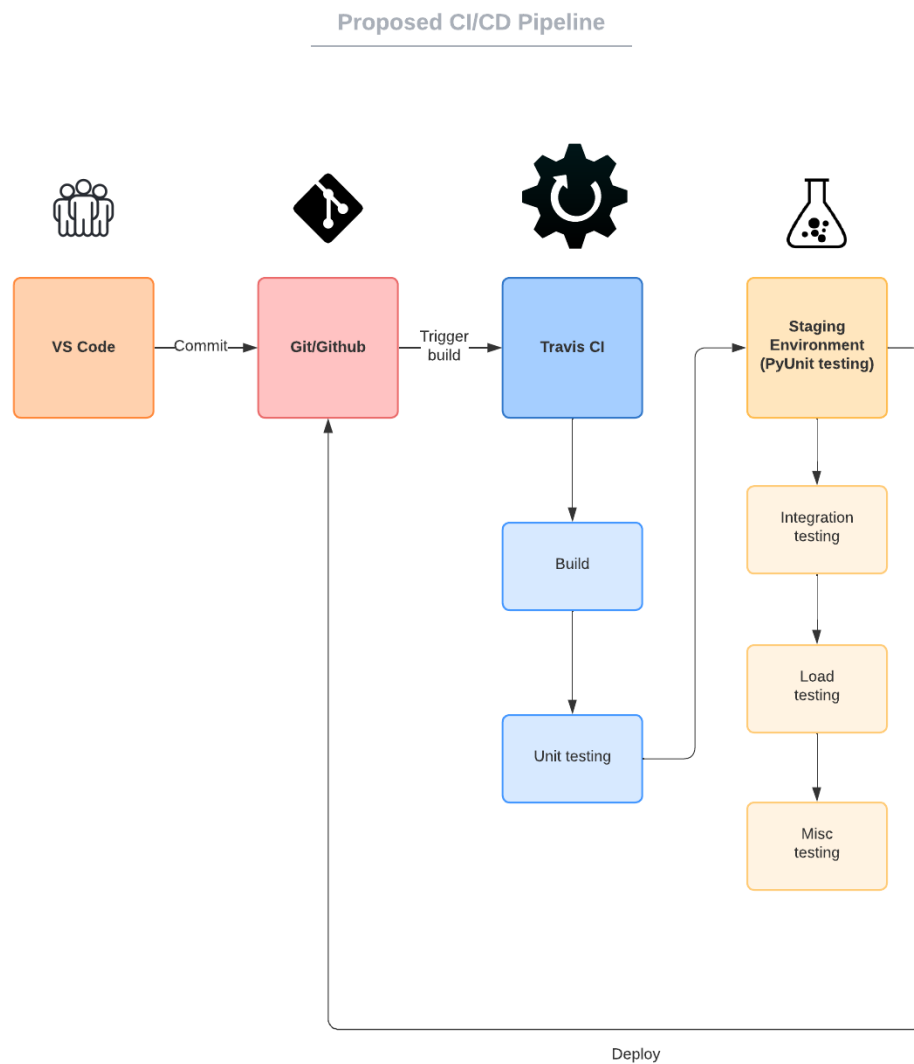 Proposed CI/CD Pipeline
VS Code
Commit
Git/Github
Trigger
build
Travis CI
Staging
Environment
(PyUnit testing)
Integration
testing
Build
Load
testing
Unit testing
Misc
testing
Deploy